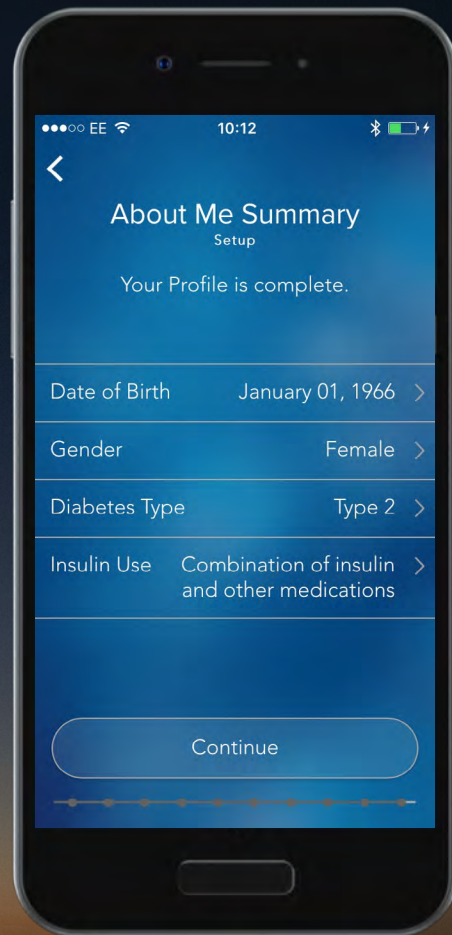 EE 10:12
About Me Summary
Setup
Your Profile is complete.
Date of Birth January 01, 1966
Gender Female
Diabetes Type Type 2
Insulin Use Combination of insulin
and other medications
Continue